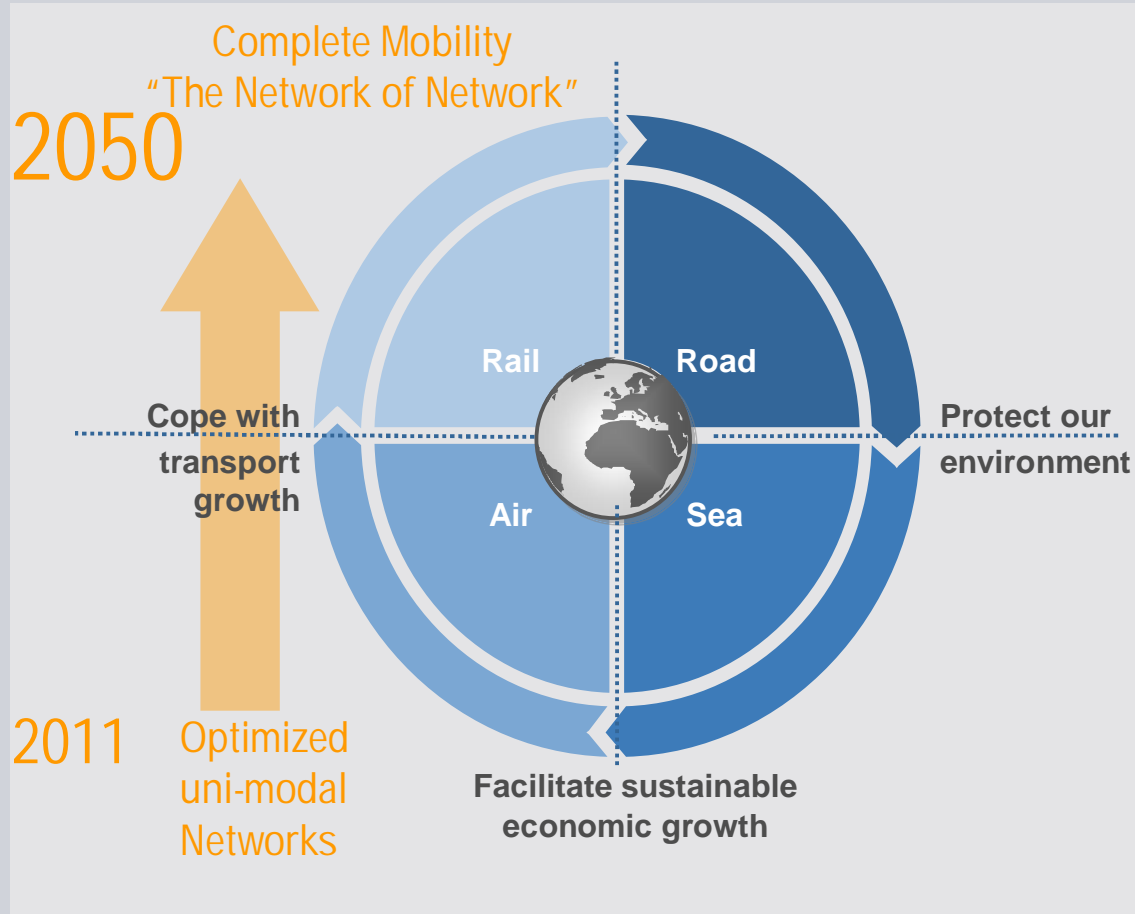 Complete Mobility
“The Network of Network”
2050
Rail
Road
Cope with
transport
growth
Protect our
environment
Air
Sea
2011
Optimized
uni-modal
Networks
Facilitate sustainable
economic growth